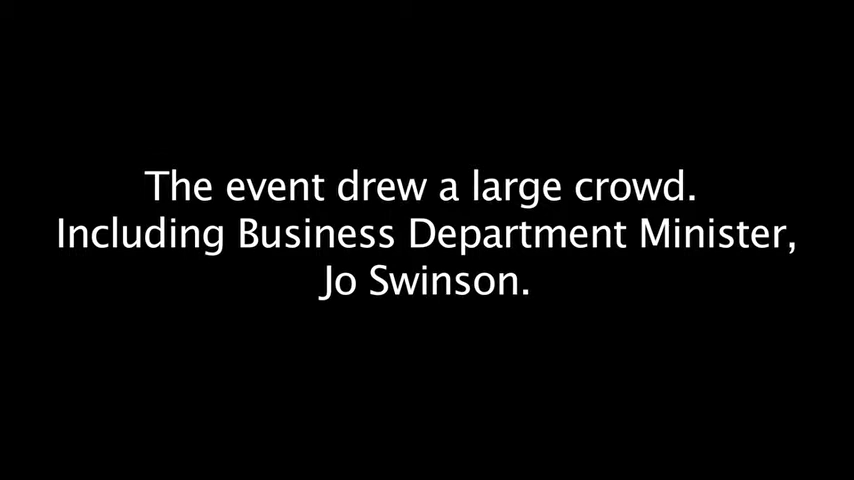 The event drew a large crowd.
Including Business Department Minister,
Jo Swinson.